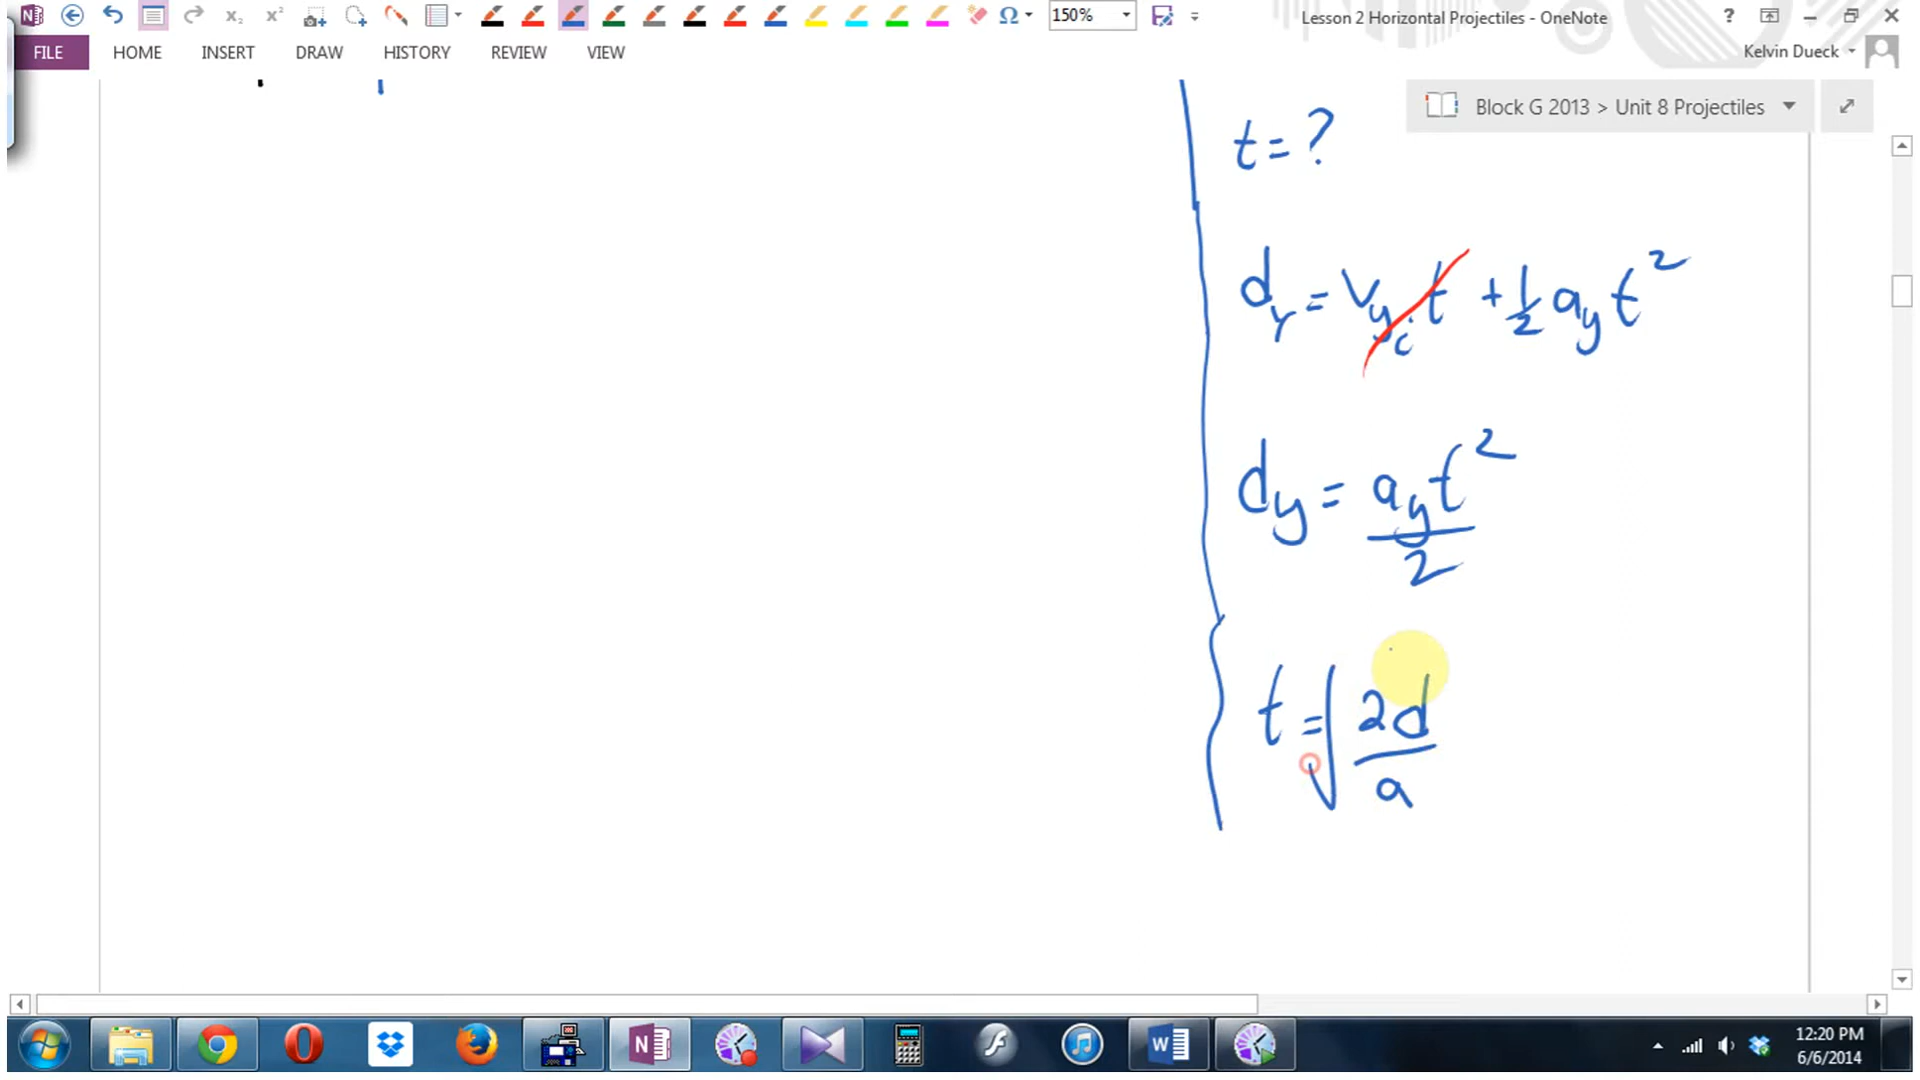 150%
Lesson 2 Horizontal Projectiles - OneNote
?
FILE HOME INSERT DRAW HISTORY REVIEW VIEW
Kelvin Dueck
Block G 2013 > Unit 8 Projectiles
t = ?
dy = Vyi t + 1/2 ay t²
dy = ay t² / 2
t = √ 2d / a
12:20 PM
6/6/2014